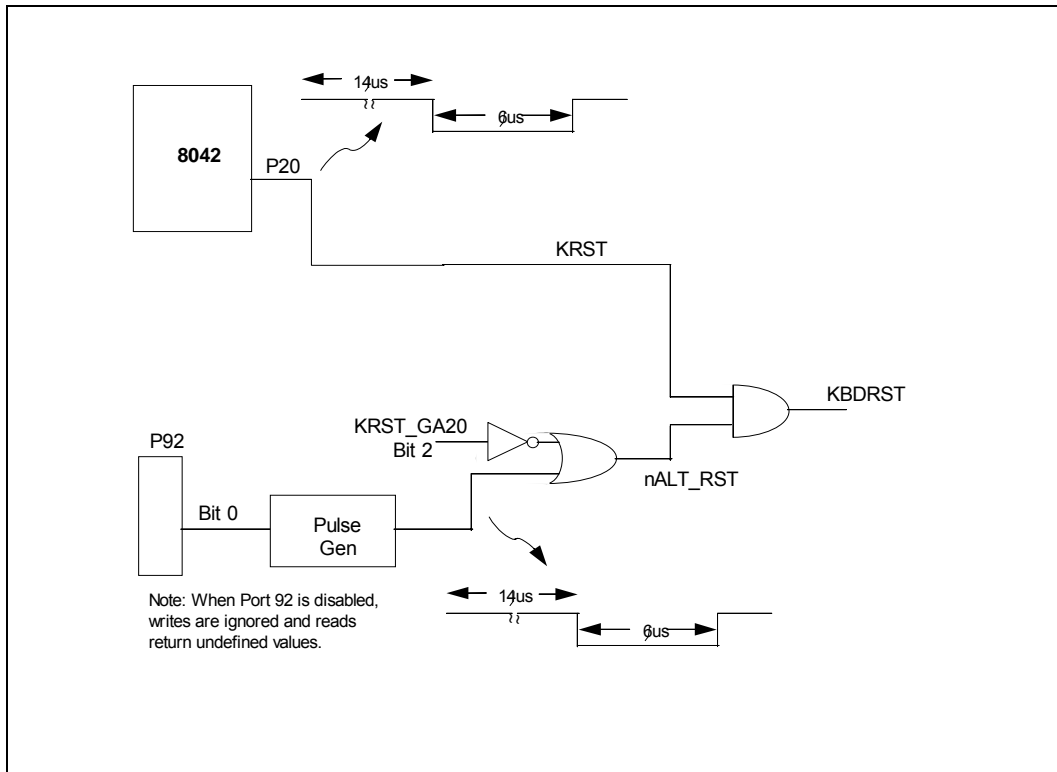 14us
6us
8042
P20
KRST
KBDRST
KRST_GA20
Bit 2
P92
nALT_RST
Bit 0
Pulse
Gen
14us
6us
Note: When Port 92 is disabled,
writes are ignored and reads
return undefined values.